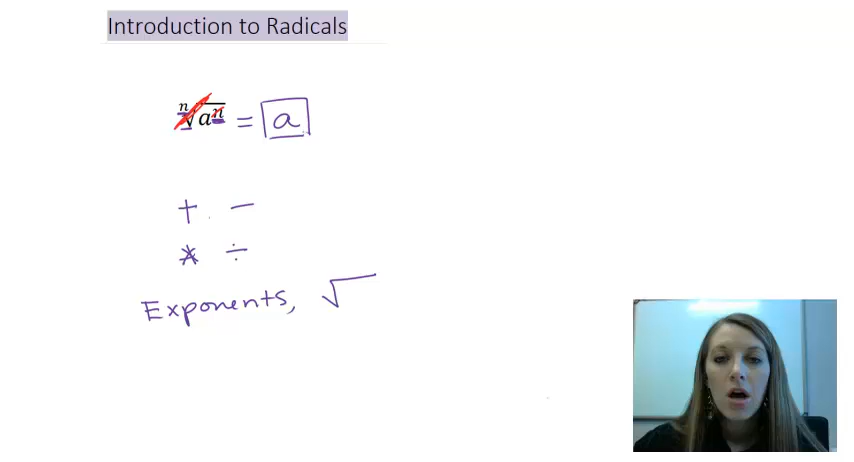 Introduction to Radicals
ⁿ√aⁿ = a
+ −
* ÷
Exponents, √